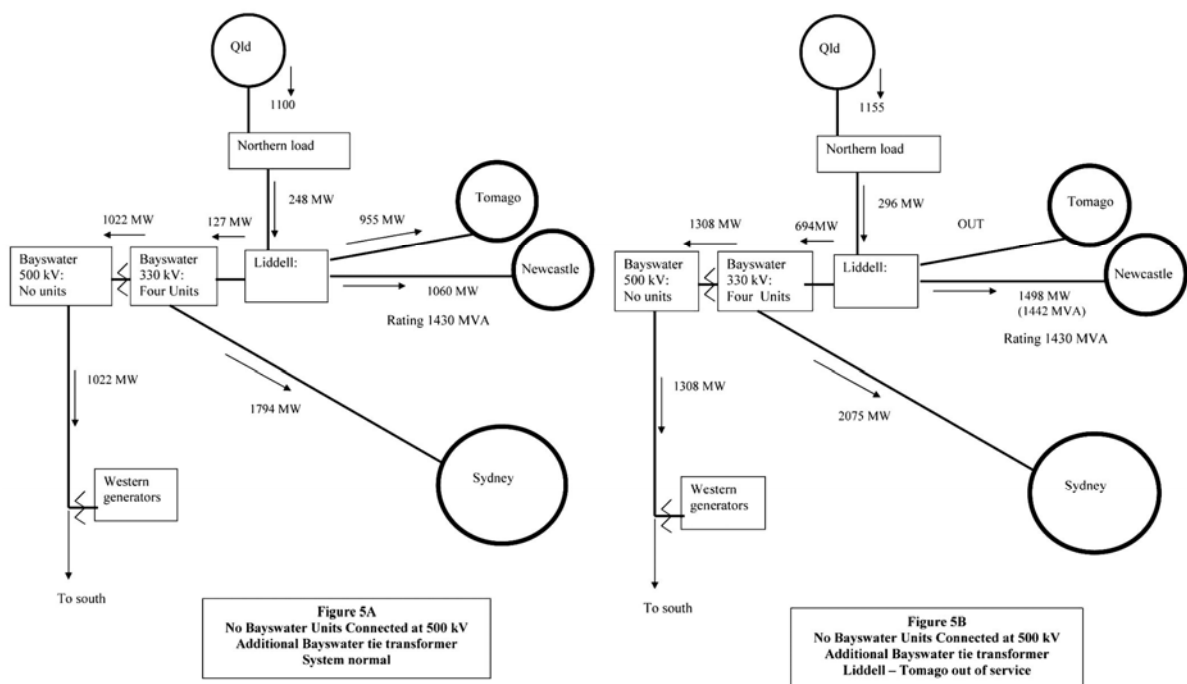 Qld
1100
Northern load
248 MW
Tomago
955 MW
1022 MW
127 MW
Bayswater
500 kV:
No units
Bayswater
330 kV:
Four Units
Liddell:
Newcastle
1060 MW
Rating 1430 MVA
1022 MW
1794 MW
Western
generators
Sydney
To south
Figure 5A
No Bayswater Units Connected at 500 kV
Additional Bayswater tie transformer
System normal
Qld
1155
Northern load
296 MW
Tomago
OUT
1308 MW
694MW
Bayswater
500 kV:
No units
Bayswater
330 kV:
Four Units
Liddell:
Newcastle
1498 MW
(1442 MVA)
Rating 1430 MVA
1308 MW
2075 MW
Western
generators
Sydney
To south
Figure 5B
No Bayswater Units Connected at 500 kV
Additional Bayswater tie transformer
Liddell – Tomago out of service